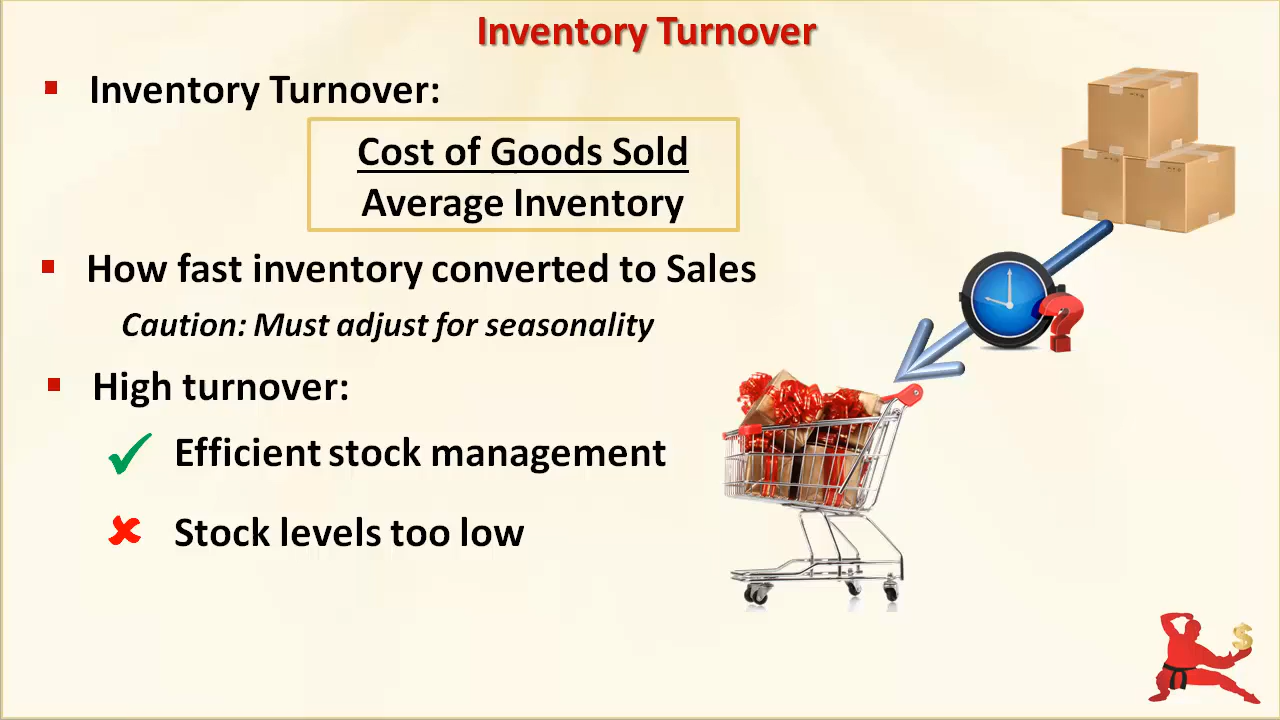 Inventory Turnover
Inventory Turnover:
Cost of Goods Sold
Average Inventory
How fast inventory converted to Sales
Caution: Must adjust for seasonality
High turnover:
Efficient stock management
Stock levels too low